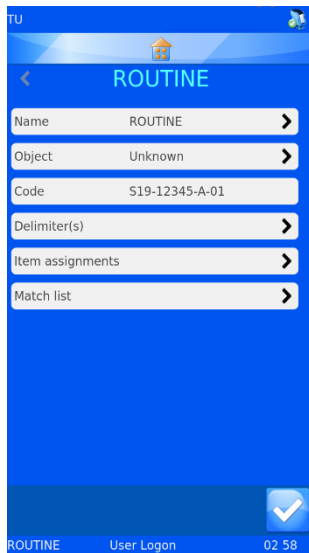 TU
ROUTINE
Name ROUTINE
Object Unknown
Code S19-12345-A-01
Delimiter(s)
Item assignments
Match list
ROUTINE User Logon 02 58